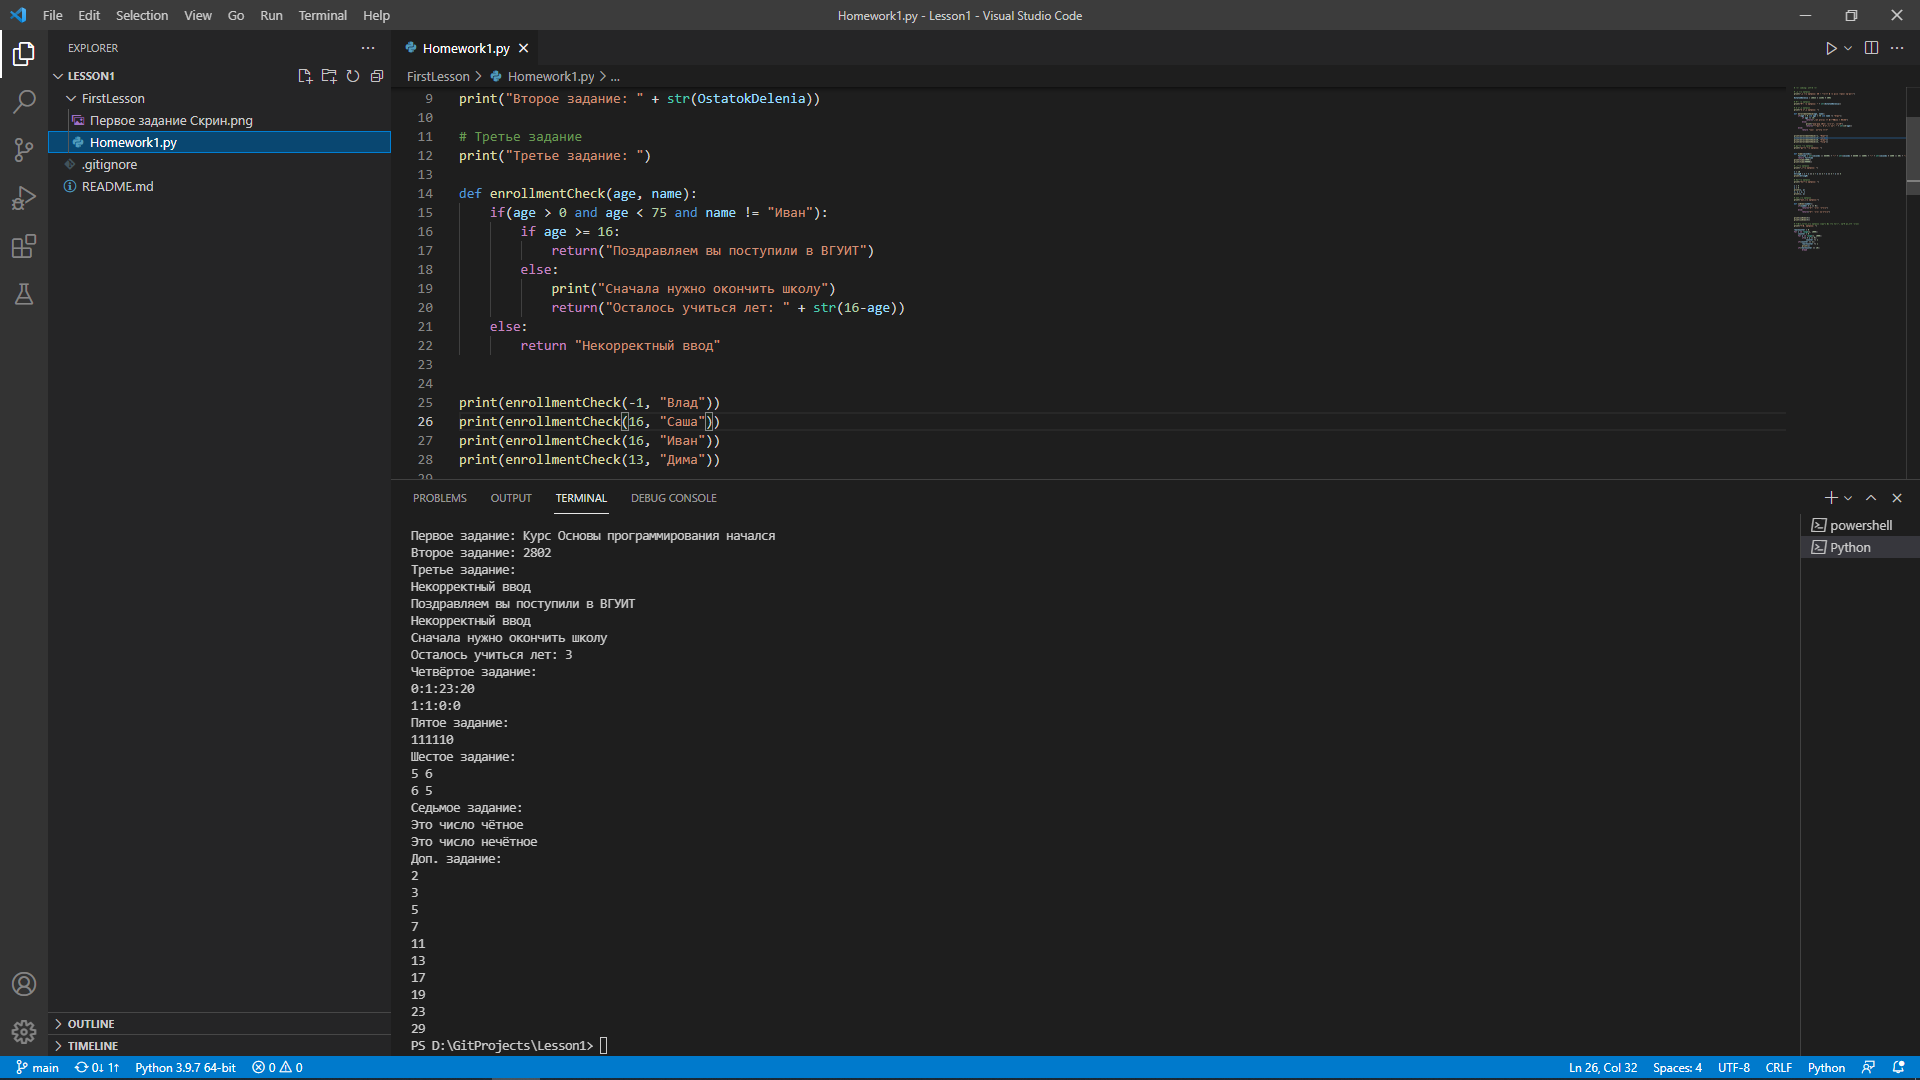 File Edit Selection View Go Run Terminal Help
Homework1.py - Lesson1 - Visual Studio Code
EXPLORER
LESSON1
FirstLesson
Первое задание Скрин.png
Homework1.py
.gitignore
README.md
OUTLINE
TIMELINE
Homework1.py
FirstLesson > Homework1.py > ...
9 print("Второе задание: " + str(OstatokDelenia))
10
11 # Третье задание
12 print("Третье задание: ")
13
14 def enrollmentCheck(age, name):
15 if(age > 0 and age < 75 and name != "Иван"):
16 if age >= 16:
17 return("Поздравляем вы поступили в ВГУИТ")
18 else:
19 print("Сначала нужно окончить школу")
20 return("Осталось учиться лет: " + str(16-age))
21 else:
22 return "Некорректный ввод"
23
24
25 print(enrollmentCheck(-1, "Влад"))
26 print(enrollmentCheck(16, "Саша"))
27 print(enrollmentCheck(16, "Иван"))
28 print(enrollmentCheck(13, "Дима"))
29
PROBLEMS OUTPUT TERMINAL DEBUG CONSOLE
Первое задание: Курс Основы программирования начался
Второе задание: 2802
Третье задание:
Некорректный ввод
Поздравляем вы поступили в ВГУИТ
Некорректный ввод
Сначала нужно окончить школу
Осталось учиться лет: 3
Четвёртое задание:
0:1:23:20
1:1:0:0
Пятое задание:
111110
Шестое задание:
5 6
6 5
Седьмое задание:
Это число чётное
Это число нечётное
Доп. задание:
2
3
5
7
11
13
17
19
23
29
PS D:\GitProjects\Lesson1>
powershell
Python
main 0↓ 1↑ Python 3.9.7 64-bit 0 0
Ln 26, Col 32 Spaces: 4 UTF-8 CRLF Python